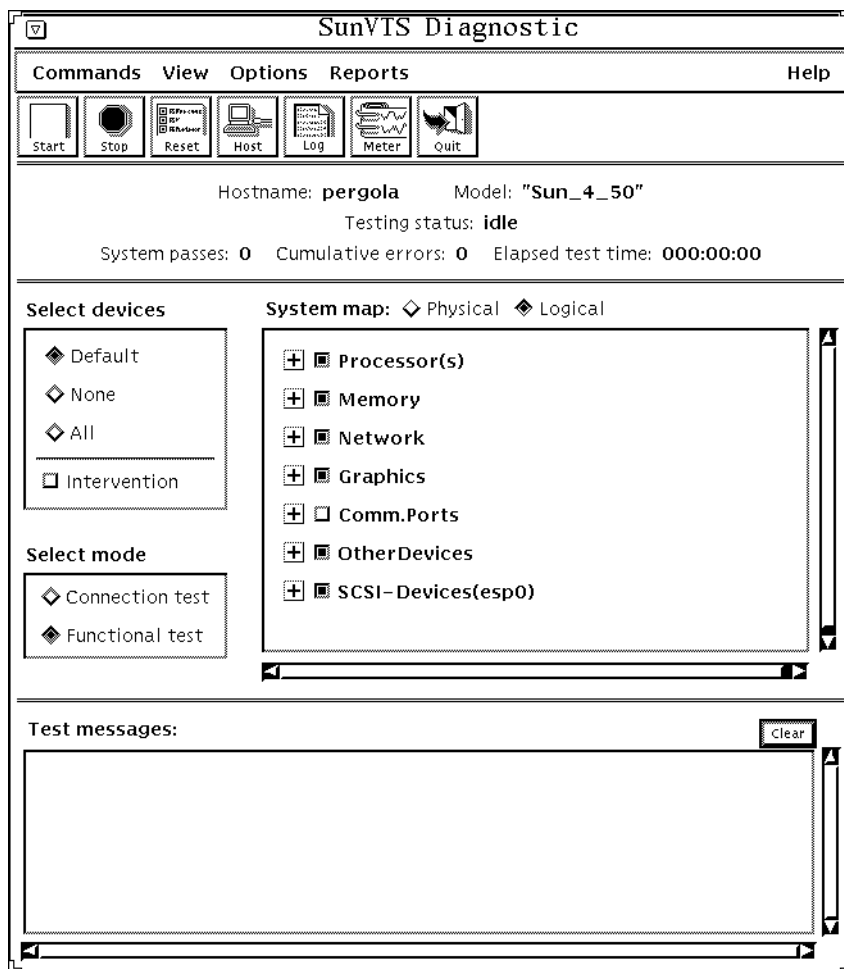 SunVTS Diagnostic
Commands View Options Reports Help
Start Stop Reset Host Log Meter Quit
Hostname: pergola Model: "Sun_4_50"
Testing status: idle
System passes: 0 Cumulative errors: 0 Elapsed test time: 000:00:00
Select devices
Default
None
All
Intervention
Select mode
Connection test
Functional test
System map: Physical Logical
Processor(s)
Memory
Network
Graphics
Comm.Ports
OtherDevices
SCSI-Devices(esp0)
Test messages:
Clear